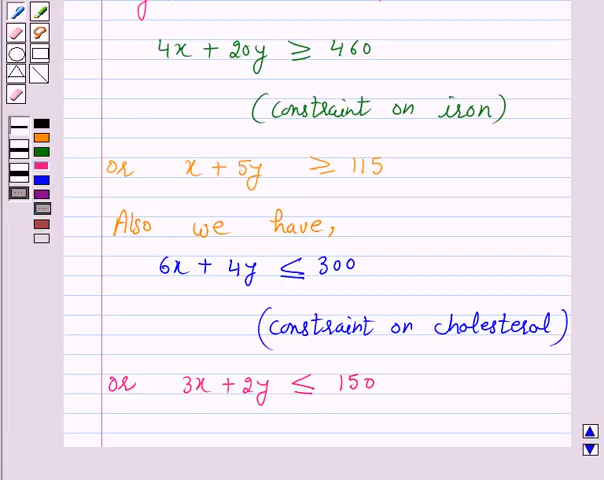 4x + 20y ≥ 460
(constraint on iron)
or x + 5y ≥ 115
Also we have,
6x + 4y ≤ 300
(constraint on cholesterol)
or 3x + 2y ≤ 150